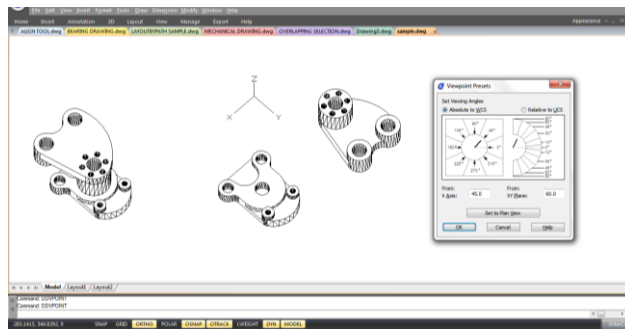 File Edit View Insert Format Tools Draw Dimension Modify Window Help
Home Insert Annotation 3D Layout View Manage Export Help Appearance
ALIGN TOOL.dwg BEARING DRAWING.dwg LAYOUTBYPATH SAMPLE.dwg MECHANICAL DRAWING.dwg OVERLAPPING SELECTION.dwg Drawing3.dwg sample.dwg
Z
X Y
Viewpoint Presets
Set Viewing Angles
Absolute to WCS Relative to UCS
From: From:
X Axis: 45.0 XY Plane: 60.0
Set to Plan View
OK Cancel Help
Model Layout1 Layout2
Command: DDVPOINT
Command: DDVPOINT
SNAP GRID ORTHO POLAR OSNAP OTRACK LWEIGHT DYN MODEL